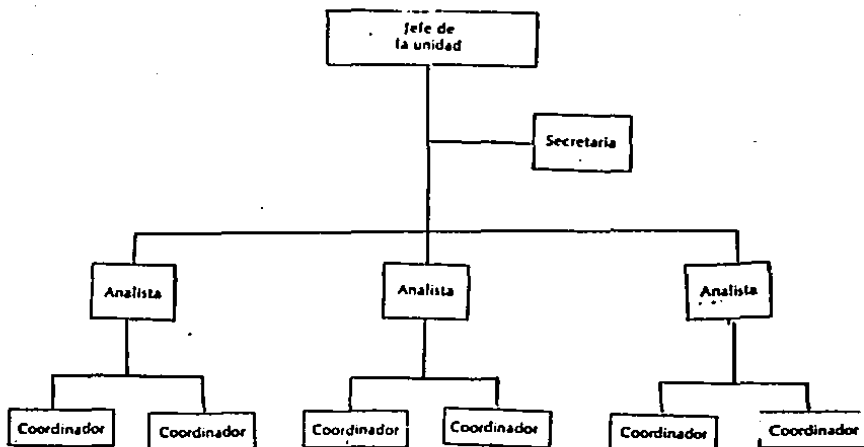 Jefe de
la unidad
Secretaria
Analista
Analista
Analista
Coordinador
Coordinador
Coordinador
Coordinador
Coordinador
Coordinador